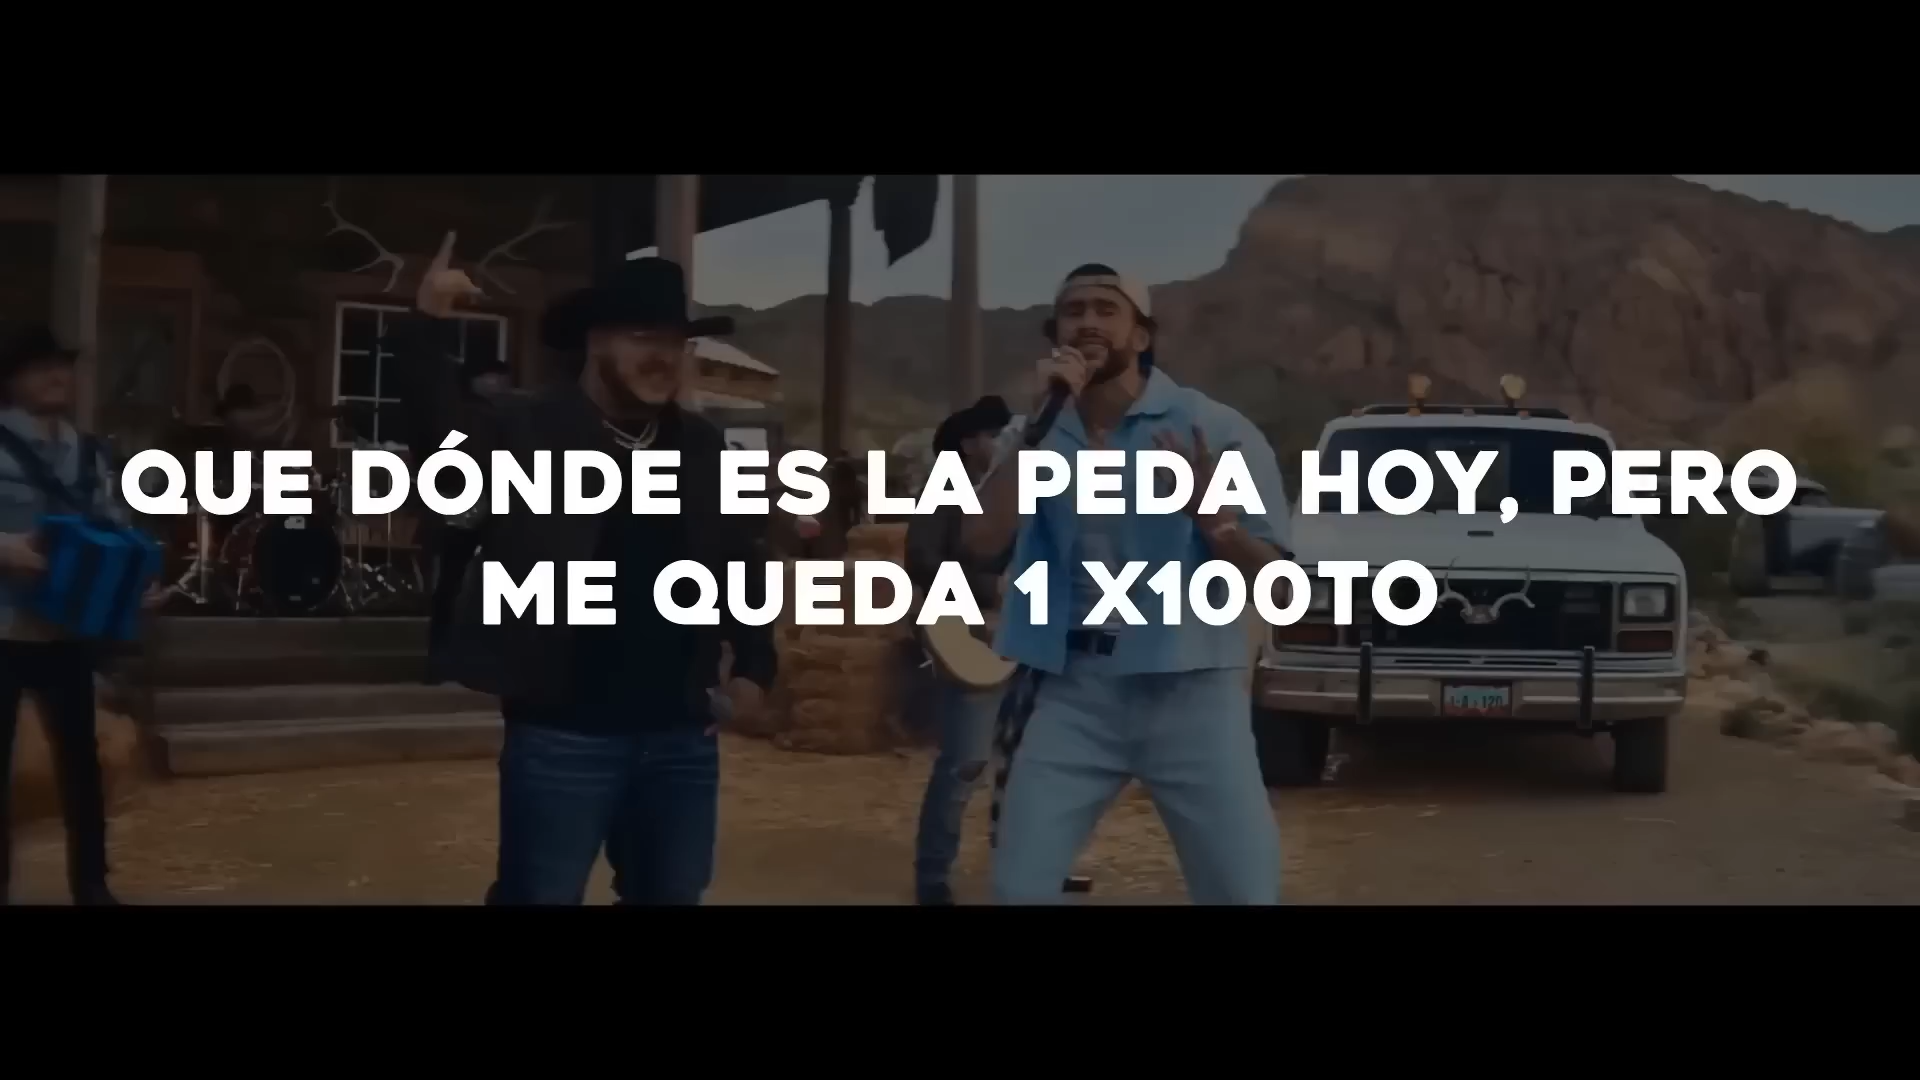 QUE DÓNDE ES LA PEDA HOY, PERO
ME QUEDA 1 X100TO